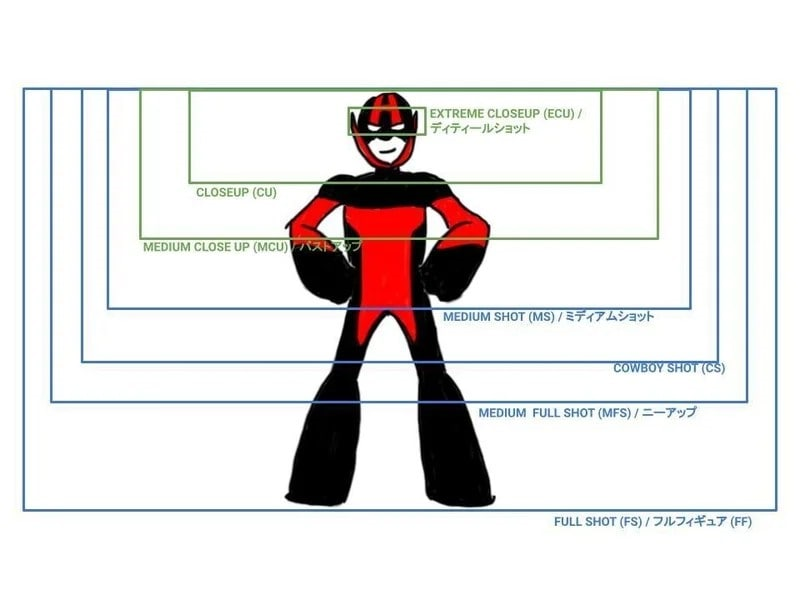 EXTREME CLOSEUP (ECU) /
ディティールショット
CLOSEUP (CU)
MEDIUM CLOSE UP (MCU) / バストアップ
MEDIUM SHOT (MS) / ミディアムショット
COWBOY SHOT (CS)
MEDIUM FULL SHOT (MFS) / ニーアップ
FULL SHOT (FS) / フルフィギュア (FF)